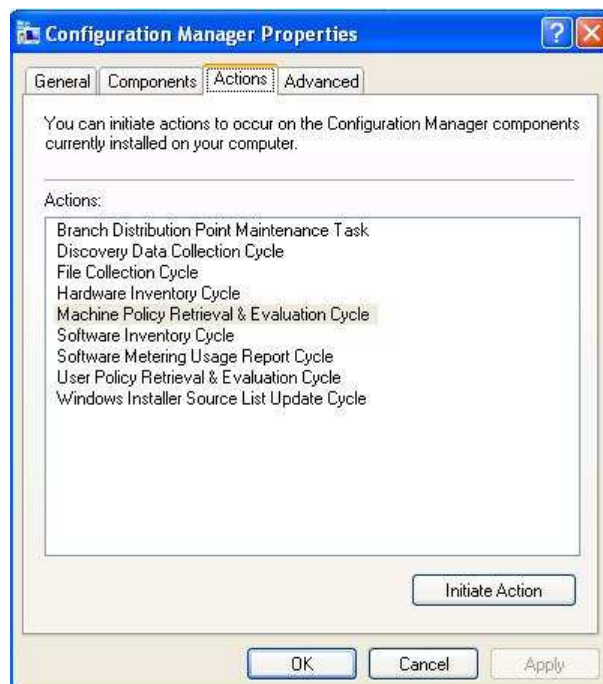 Configuration Manager Properties
General Components Actions Advanced
You can initiate actions to occur on the Configuration Manager components
currently installed on your computer.
Actions:
Branch Distribution Point Maintenance Task
Discovery Data Collection Cycle
File Collection Cycle
Hardware Inventory Cycle
Machine Policy Retrieval & Evaluation Cycle
Software Inventory Cycle
Software Metering Usage Report Cycle
User Policy Retrieval & Evaluation Cycle
Windows Installer Source List Update Cycle
Initiate Action
OK Cancel Apply